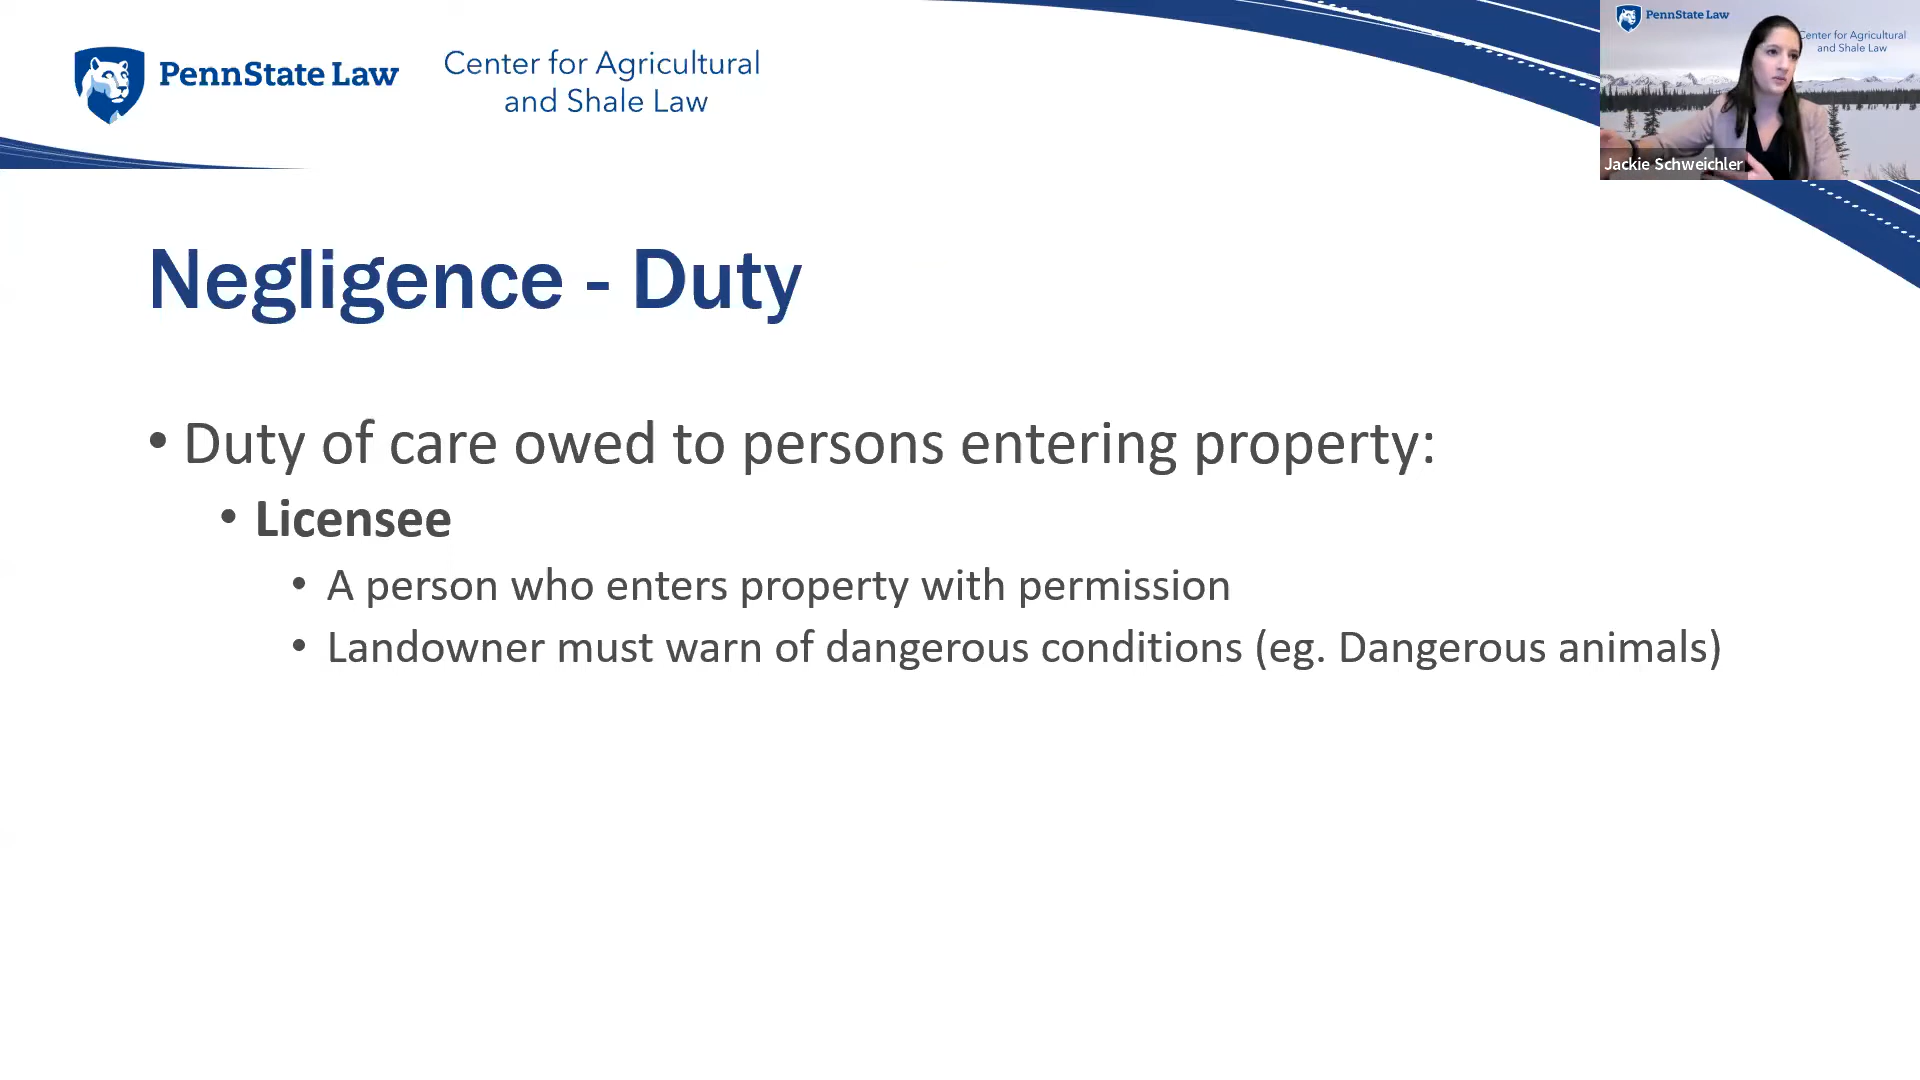 PennState Law
Center for Agricultural
and Shale Law
PennState Law
Center for Agricultural
and Shale Law
Jackie Schweichler
Negligence - Duty
• Duty of care owed to persons entering property:
• Licensee
• A person who enters property with permission
• Landowner must warn of dangerous conditions (eg. Dangerous animals)